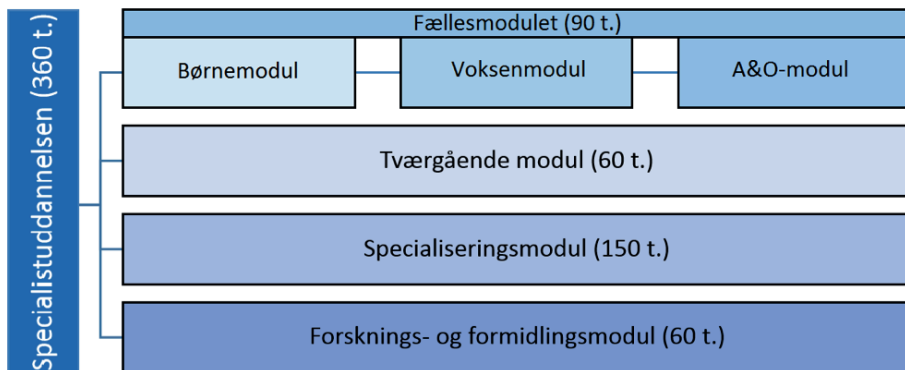 Specialistuddannelsen (360 t.)
Fællesmodulet (90 t.)
Børnemodul
Voksenmodul
A&O-modul
Tværgående modul (60 t.)
Specialiseringsmodul (150 t.)
Forsknings- og formidlingsmodul (60 t.)